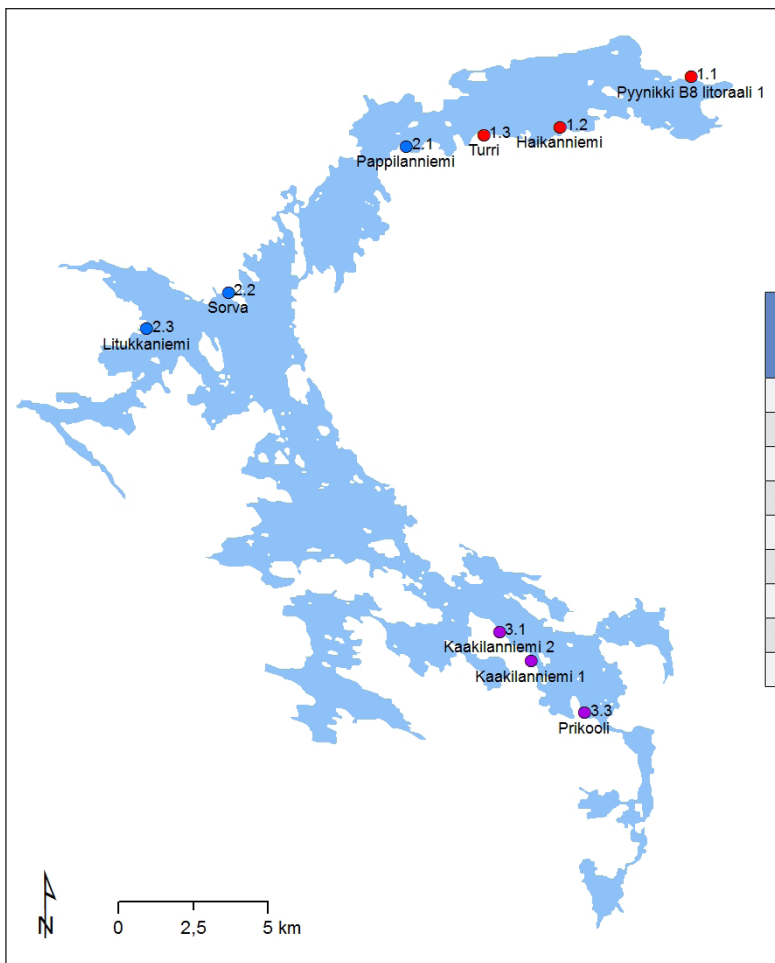 1.1
Pyynikki B8 litoraali 1
1.2
Haikanniemi
1.3
Turri
2.1
Pappilanniemi
2.2
Sorva
2.3
Litukkaniemi
3.1
Kaakilanniemi 2
Kaakilanniemi 1
3.3
Prikooli
N
0 2,5 5 km